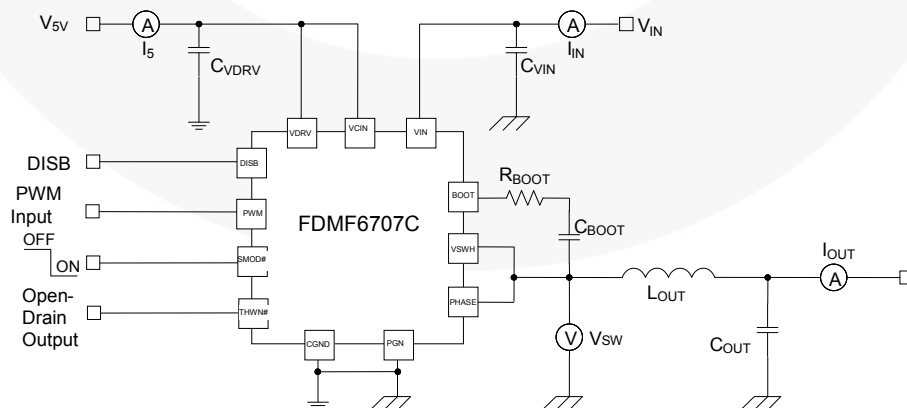 V5V
A
I5
CVDRV
A
IIN
VIN
CVIN
VDRV
VCIN
VIN
DISB
DISB
BOOT
RBOOT
PWM
Input
PWM
FDMF6707C
CBOOT
OFF
ON
SMOD#
VSWH
IOUT
A
LOUT
Open-
Drain
Output
THWN#
PHASE
V
VSW
COUT
CGND
PGN